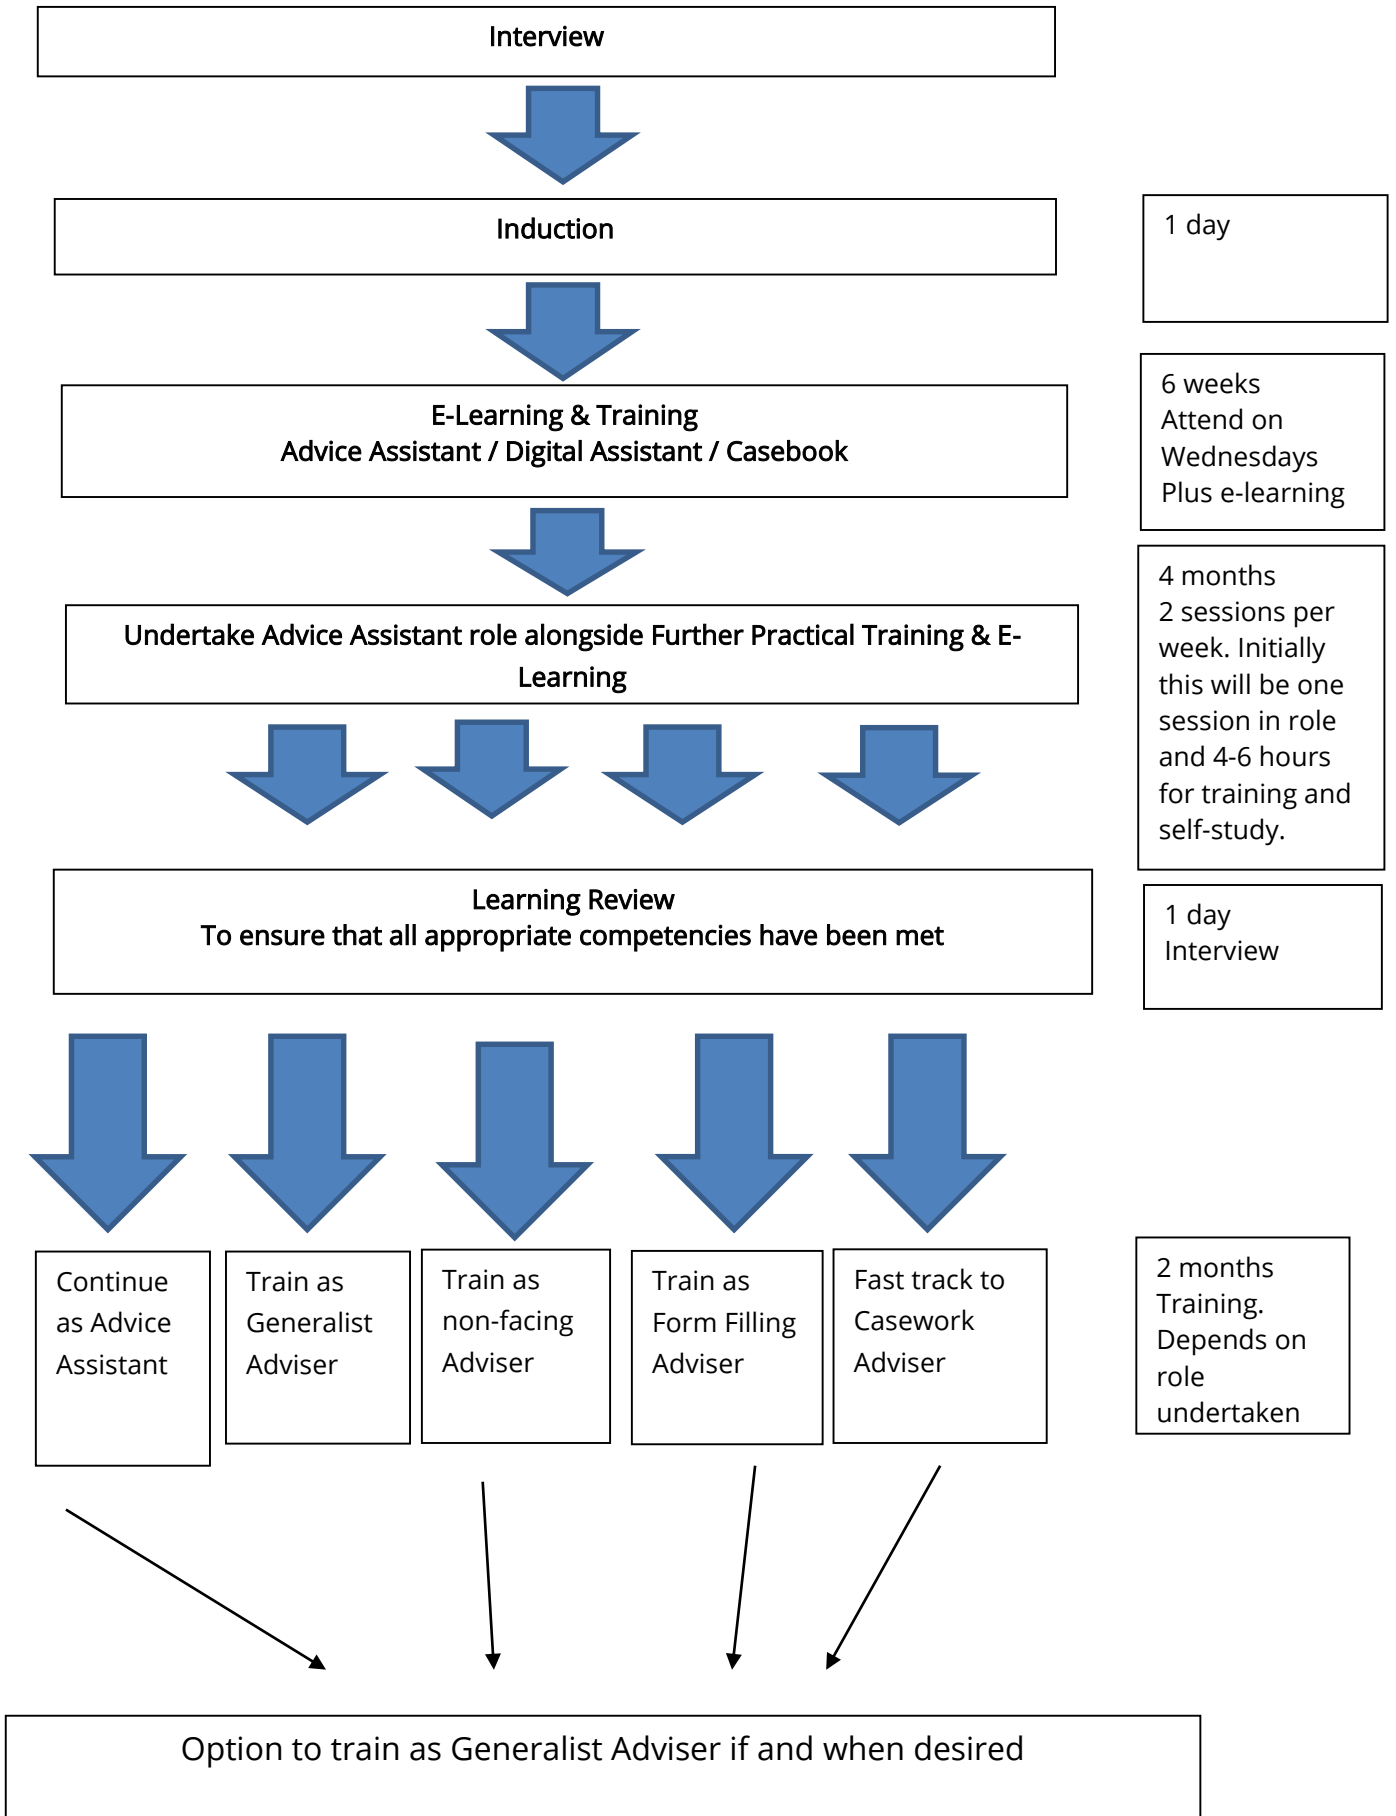 Interview
Induction
1 day
E-Learning & Training
Advice Assistant / Digital Assistant / Casebook
6 weeks
Attend on
Wednesdays
Plus e-learning
Undertake Advice Assistant role alongside Further Practical Training & E-
Learning
4 months
2 sessions per
week. Initially
this will be one
session in role
and 4-6 hours
for training and
self-study.
Learning Review
To ensure that all appropriate competencies have been met
1 day
Interview
Continue
as Advice
Assistant
Train as
Generalist
Adviser
Train as
non-facing
Adviser
Train as
Form Filling
Adviser
Fast track to
Casework
Adviser
2 months
Training.
Depends on
role
undertaken
Option to train as Generalist Adviser if and when desired